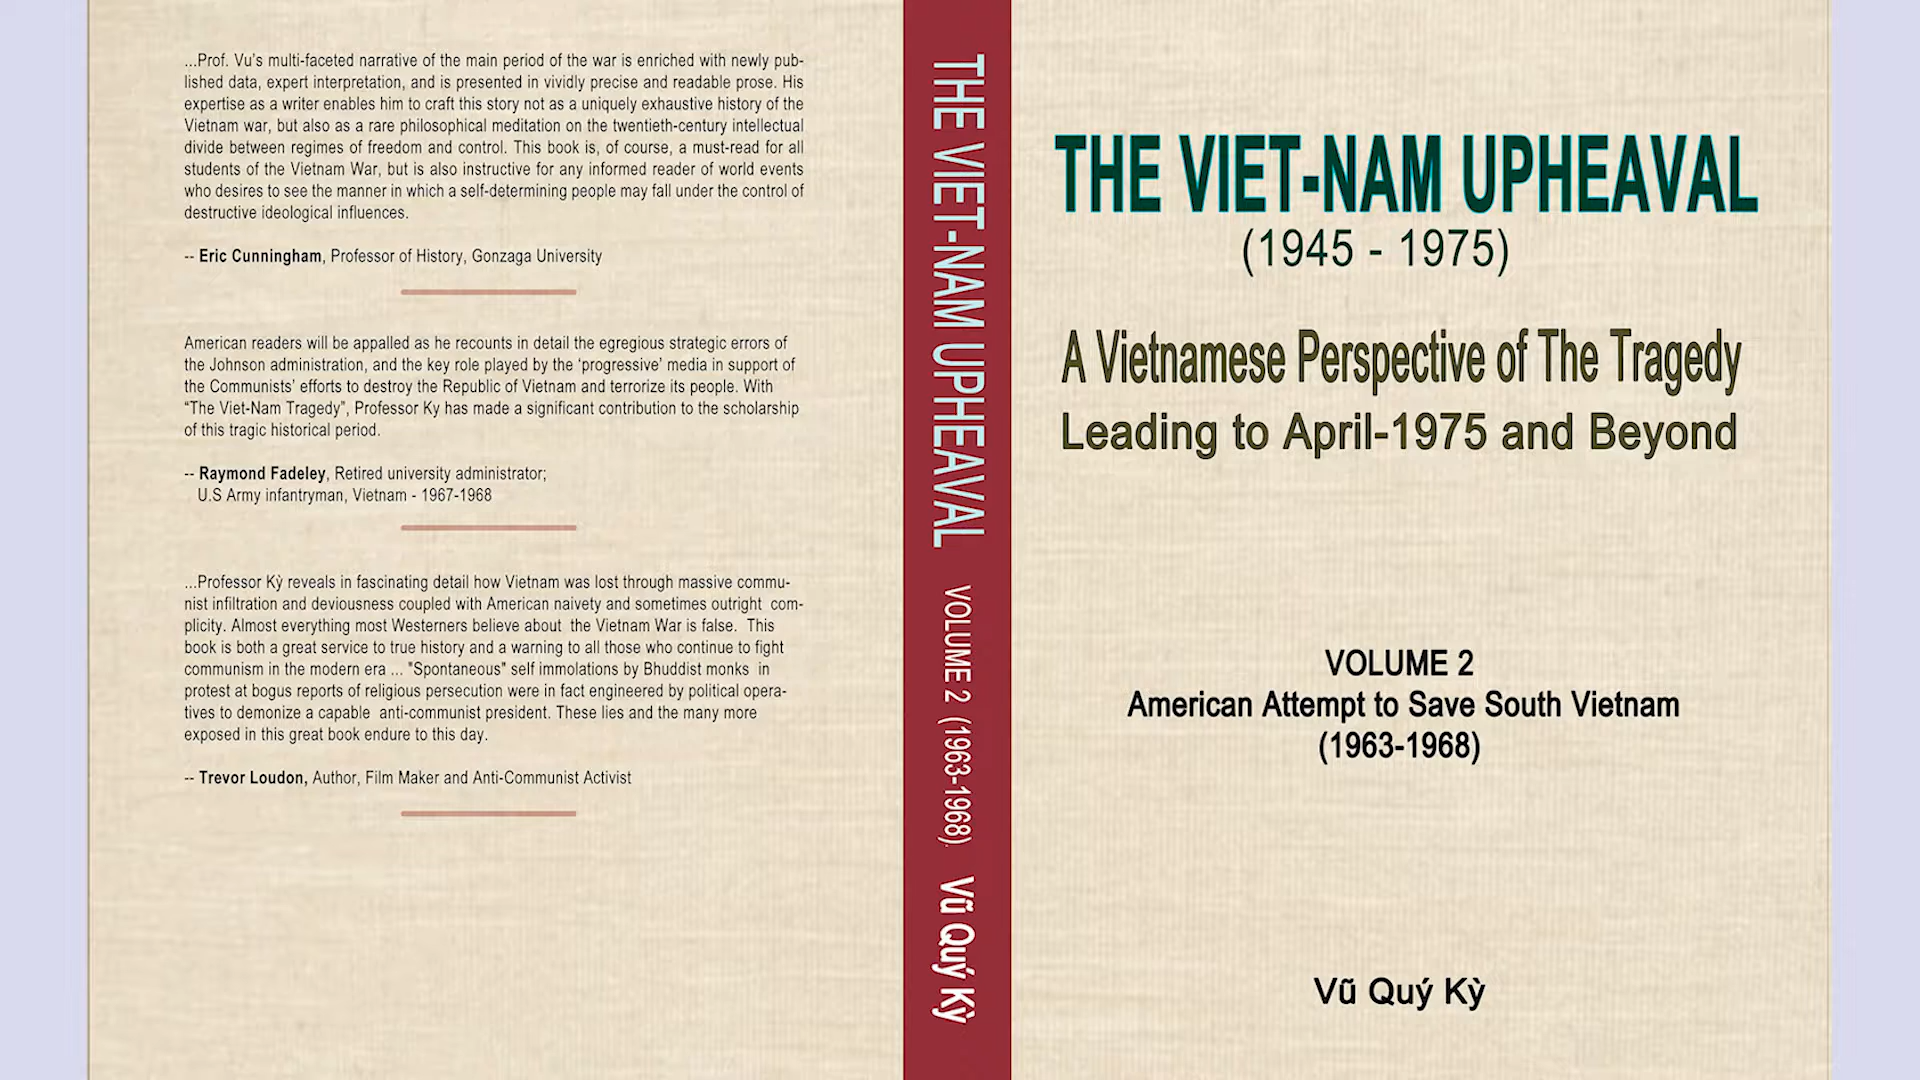 ...Prof. Vu's multi-faceted narrative of the main period of the war is enriched with newly pub-
lished data, expert interpretation, and is presented in vividly precise and readable prose. His
expertise as a writer enables him to craft this story not as a uniquely exhaustive history of the
Vietnam war, but also as a rare philosophical meditation on the twentieth-century intellectual
divide between regimes of freedom and control. This book is, of course, a must-read for all
students of the Vietnam War, but is also instructive for any informed reader of world events
who desires to see the manner in which a self-determining people may fall under the control of
destructive ideological influences.
-- Eric Cunningham, Professor of History, Gonzaga University
American readers will be appalled as he recounts in detail the egregious strategic errors of
the Johnson administration, and the key role played by the ‘progressive’ media in support of
the Communists’ efforts to destroy the Republic of Vietnam and terrorize its people. With
“The Viet-Nam Tragedy”, Professor Ky has made a significant contribution to the scholarship
of this tragic historical period.
-- Raymond Fadeley, Retired university administrator;
U.S Army infantryman, Vietnam - 1967-1968
...Professor Kỳ reveals in fascinating detail how Vietnam was lost through massive commu-
nist infiltration and deviousness coupled with American naivety and sometimes outright com-
plicity. Almost everything most Westerners believe about the Vietnam War is false. This
book is both a great service to true history and a warning to all those who continue to fight
communism in the modern era ... "Spontaneous" self immolations by Bhuddist monks in
protest at bogus reports of religious persecution were in fact engineered by political opera-
tives to demonize a capable anti-communist president. These lies and the many more
exposed in this great book endure to this day.
-- Trevor Loudon, Author, Film Maker and Anti-Communist Activist
THE VIET-NAM UPHEAVAL VOLUME 2 (1963-1968). Vũ Quý Kỳ
THE VIET-NAM UPHEAVAL
(1945 - 1975)
A Vietnamese Perspective of The Tragedy
Leading to April-1975 and Beyond
VOLUME 2
American Attempt to Save South Vietnam
(1963-1968)
Vũ Quý Kỳ